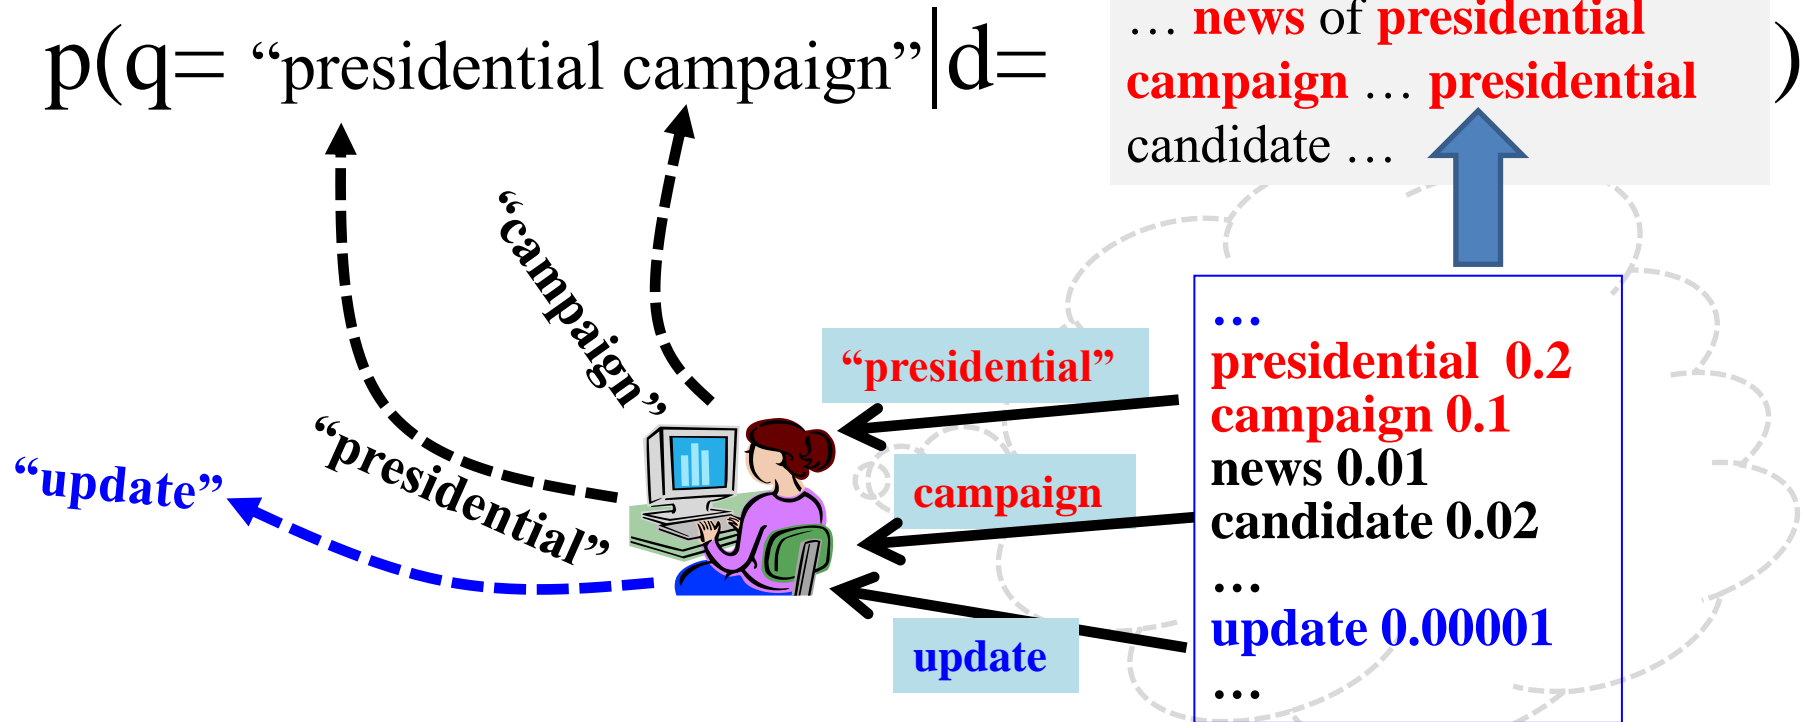 p(q= “presidential campaign”|d=
… news of presidential
campaign … presidential
candidate …
)
“campaign”
“presidential”
“update”
“presidential”
campaign
update
…
presidential 0.2
campaign 0.1
news 0.01
candidate 0.02
…
update 0.00001
…